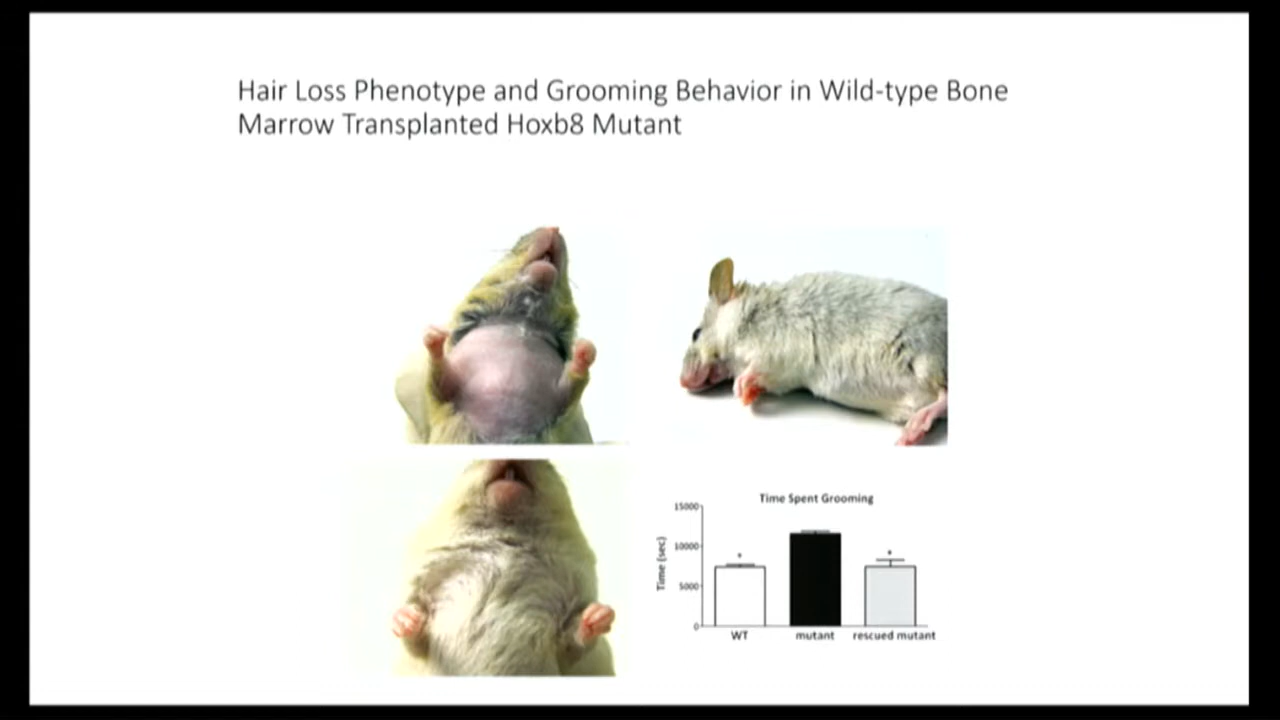 Hair Loss Phenotype and Grooming Behavior in Wild-type Bone
Marrow Transplanted Hoxb8 Mutant
Time Spent Grooming
15000
10000
5000
0
Time (sec)
*
*
WT
mutant
rescued mutant